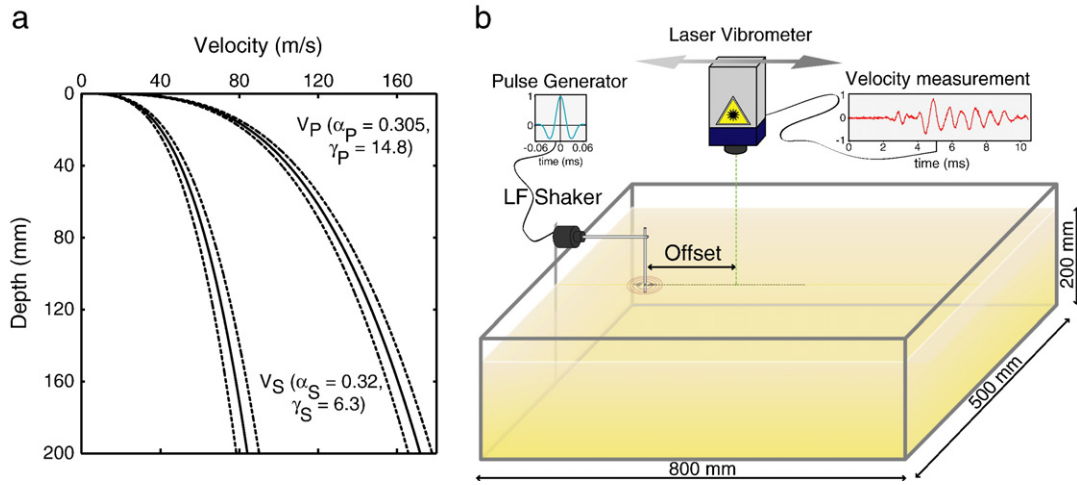 a
Velocity (m/s)
0 40 80 120 160
0
40
80
120
160
200
Depth (mm)
V_P (α_P = 0.305,
γ_P = 14.8)
V_S (α_S = 0.32,
γ_S = 6.3)
b
Laser Vibrometer
Pulse Generator
1
0
-0.06 0 0.06
time (ms)
Velocity measurement
1
0
-1
0 2 4 6 8 10
time (ms)
LF Shaker
Offset
200 mm
500 mm
800 mm